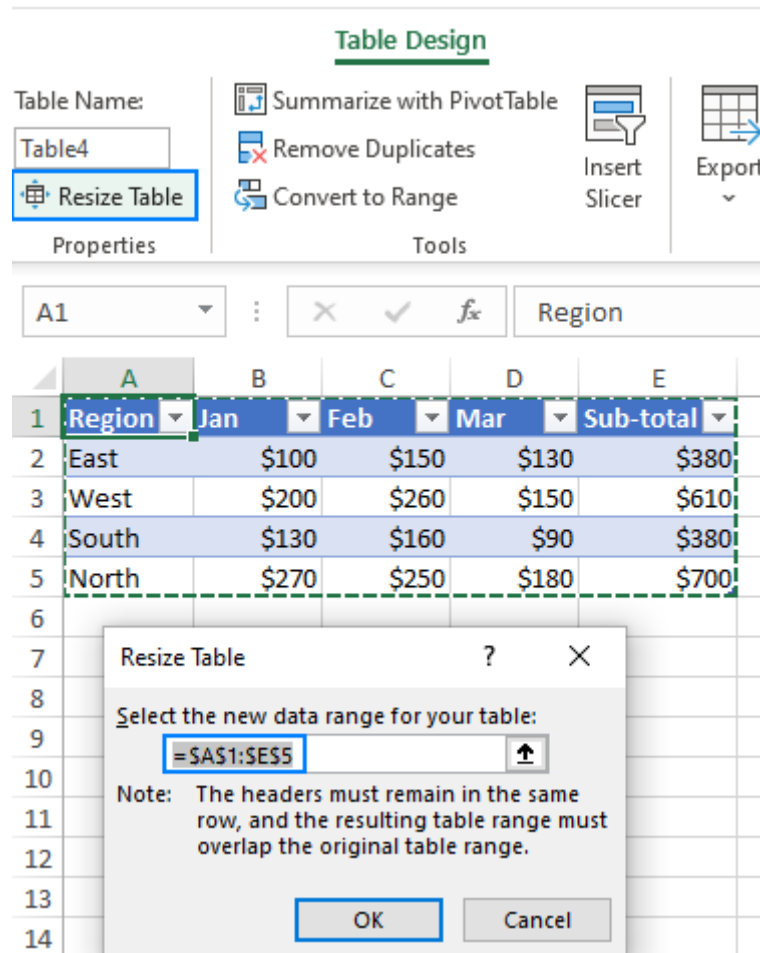 Table Design
Table Name:
Table4
Resize Table
Properties
Summarize with PivotTable
Remove Duplicates
Convert to Range
Tools
Insert
Slicer
Export
A1
fx
Region
A B C D E
1 Region Jan Feb Mar Sub-total
2 East $100 $150 $130 $380
3 West $200 $260 $150 $610
4 South $130 $160 $90 $380
5 North $270 $250 $180 $700
6
7
8
9
10
11
12
13
14
Resize Table ?
Select the new data range for your table:
=$A$1:$E$5
Note: The headers must remain in the same
row, and the resulting table range must
overlap the original table range.
OK Cancel